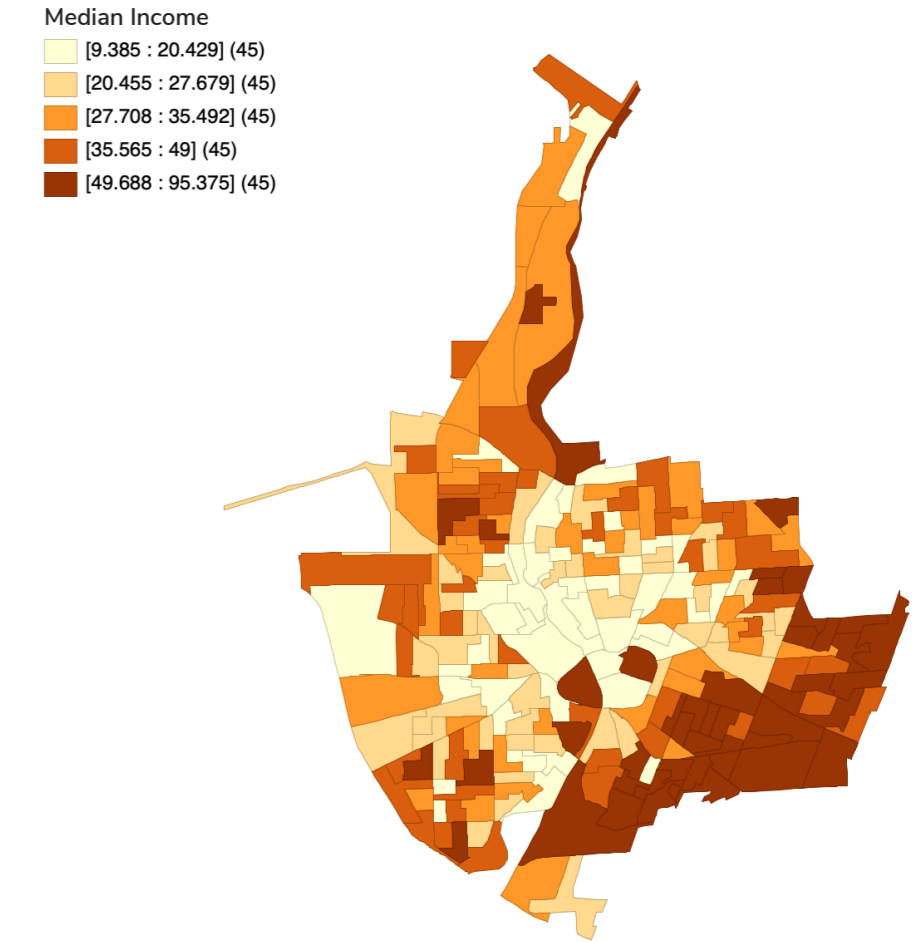 Median Income
[9.385 : 20.429] (45)
[20.455 : 27.679] (45)
[27.708 : 35.492] (45)
[35.565 : 49] (45)
[49.688 : 95.375] (45)